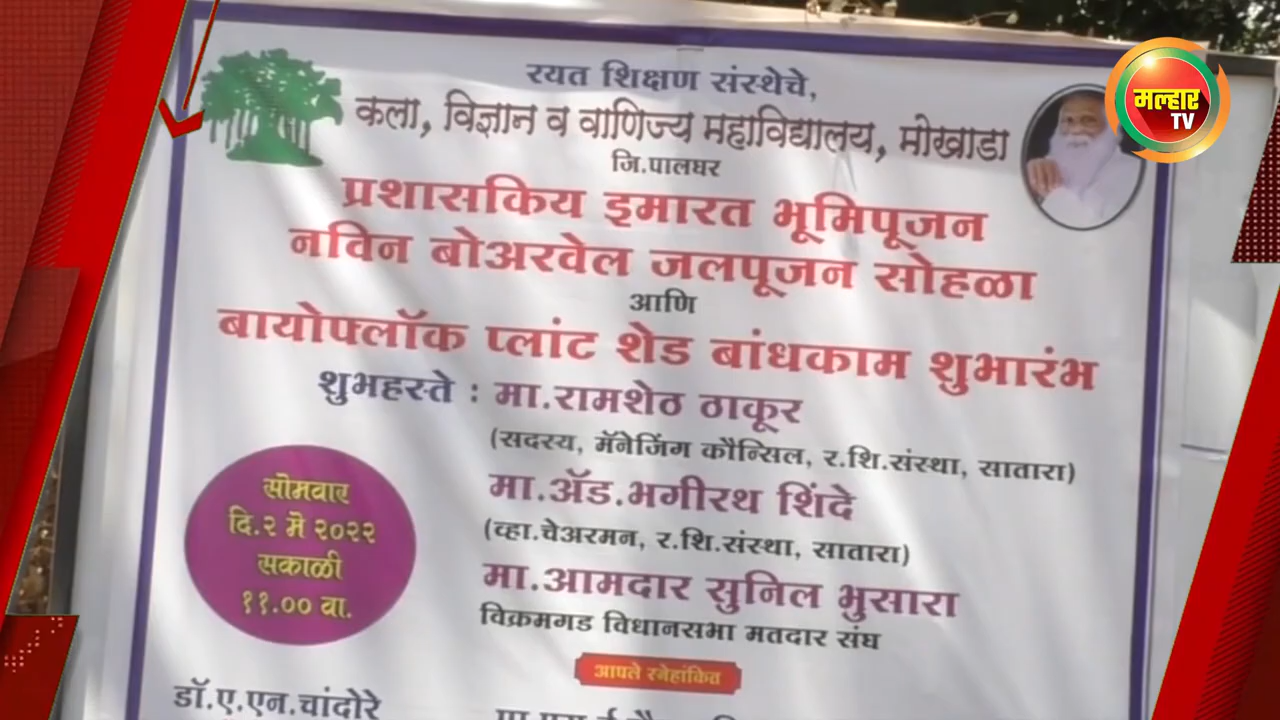 रयत शिक्षण संस्थेचे,
कला, विज्ञान व वाणिज्य महाविद्यालय, मोखाडा
जि.पालघर
प्रशासकिय इमारत भूमिपूजन
नविन बोअरवेल जलपूजन सोहळा
आणि
बायोफ्लॉक प्लांट शेड बांधकाम शुभारंभ
शुभहस्ते : मा.रामशेठ ठाकूर
(सदस्य, मॅनेजिंग कौन्सिल, र.शि.संस्था, सातारा)
मा.ॲड.भगीरथ शिंदे
(व्हा.चेअरमन, र.शि.संस्था, सातारा)
मा.आमदार सुनिल भुसारा
विक्रमगड विधानसभा मतदार संघ
सोमवार
दि.२ मे २०२२
सकाळी
११.०० वा.
आपले स्नेहांकित
डॉ.ए.एन.चांदोरे
मल्हार
TV